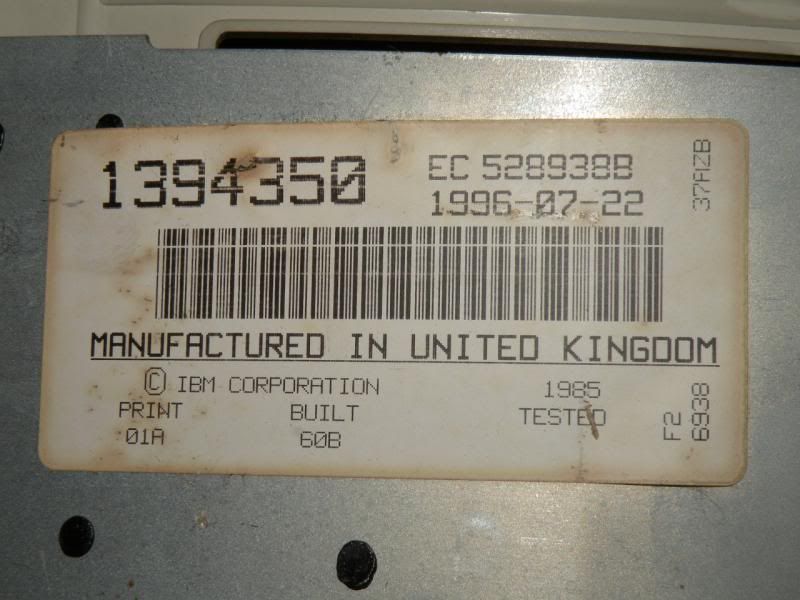 1394350
EC 528938B
1996-07-22
37AZB
MANUFACTURED IN UNITED KINGDOM
© IBM CORPORATION 1985
PRINT BUILT TESTED
01A 60B
F2
6938